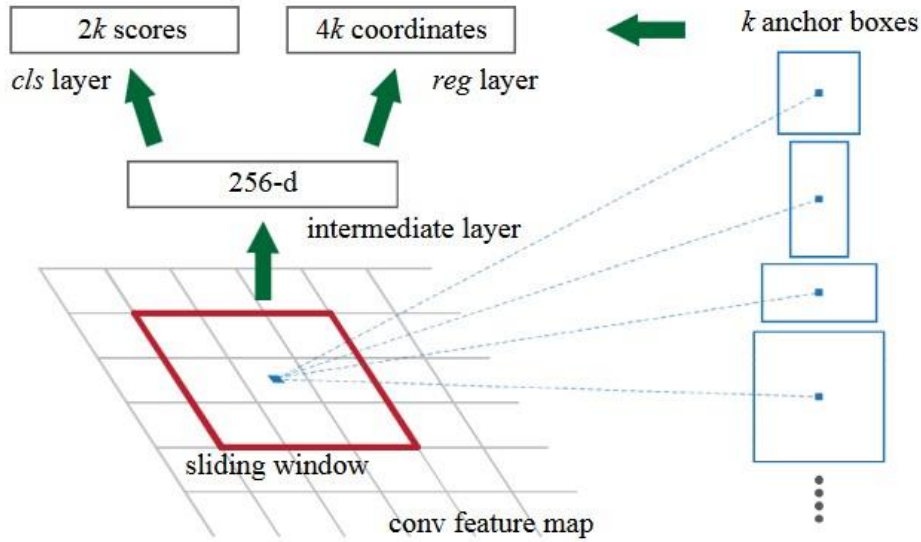 2k scores
4k coordinates
k anchor boxes
cls layer
reg layer
256-d
intermediate layer
sliding window
conv feature map